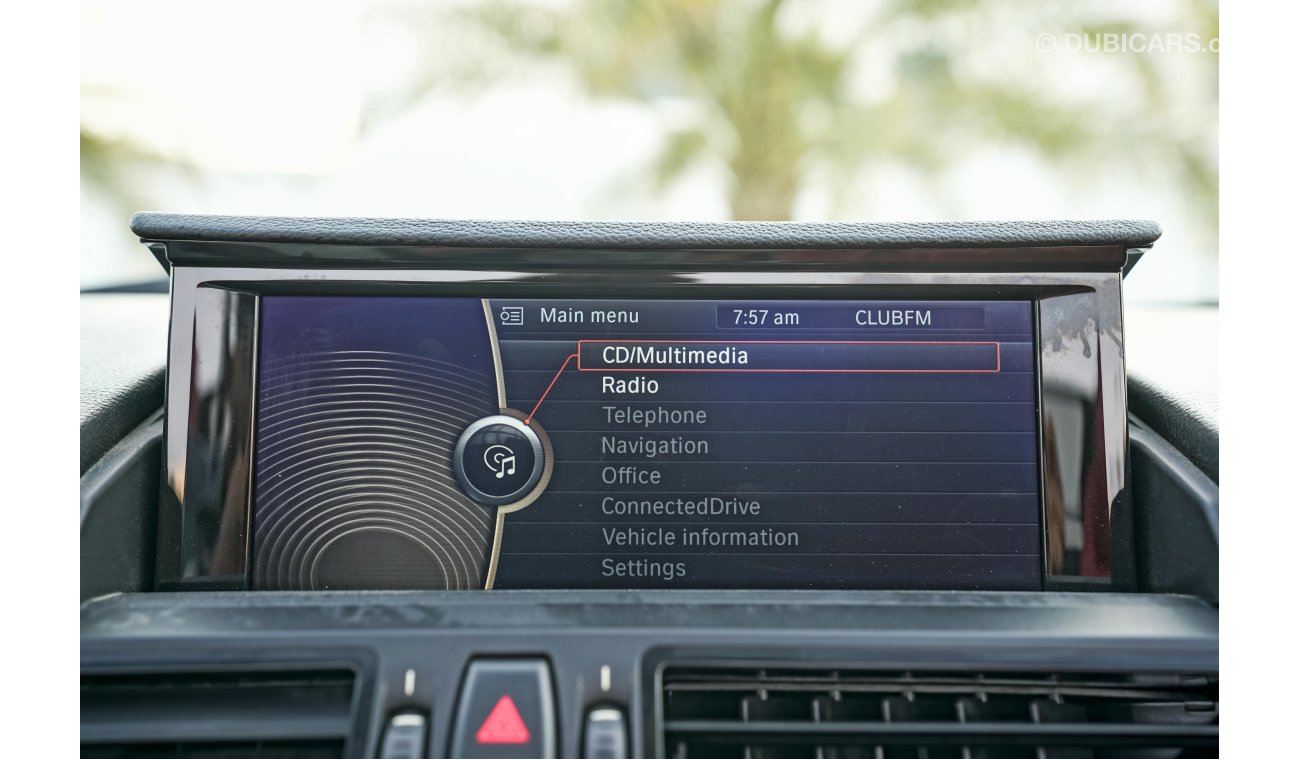 © DUBICARS.c
Main menu 7:57 am CLUBFM
CD/Multimedia
Radio
Telephone
Navigation
Office
ConnectedDrive
Vehicle information
Settings